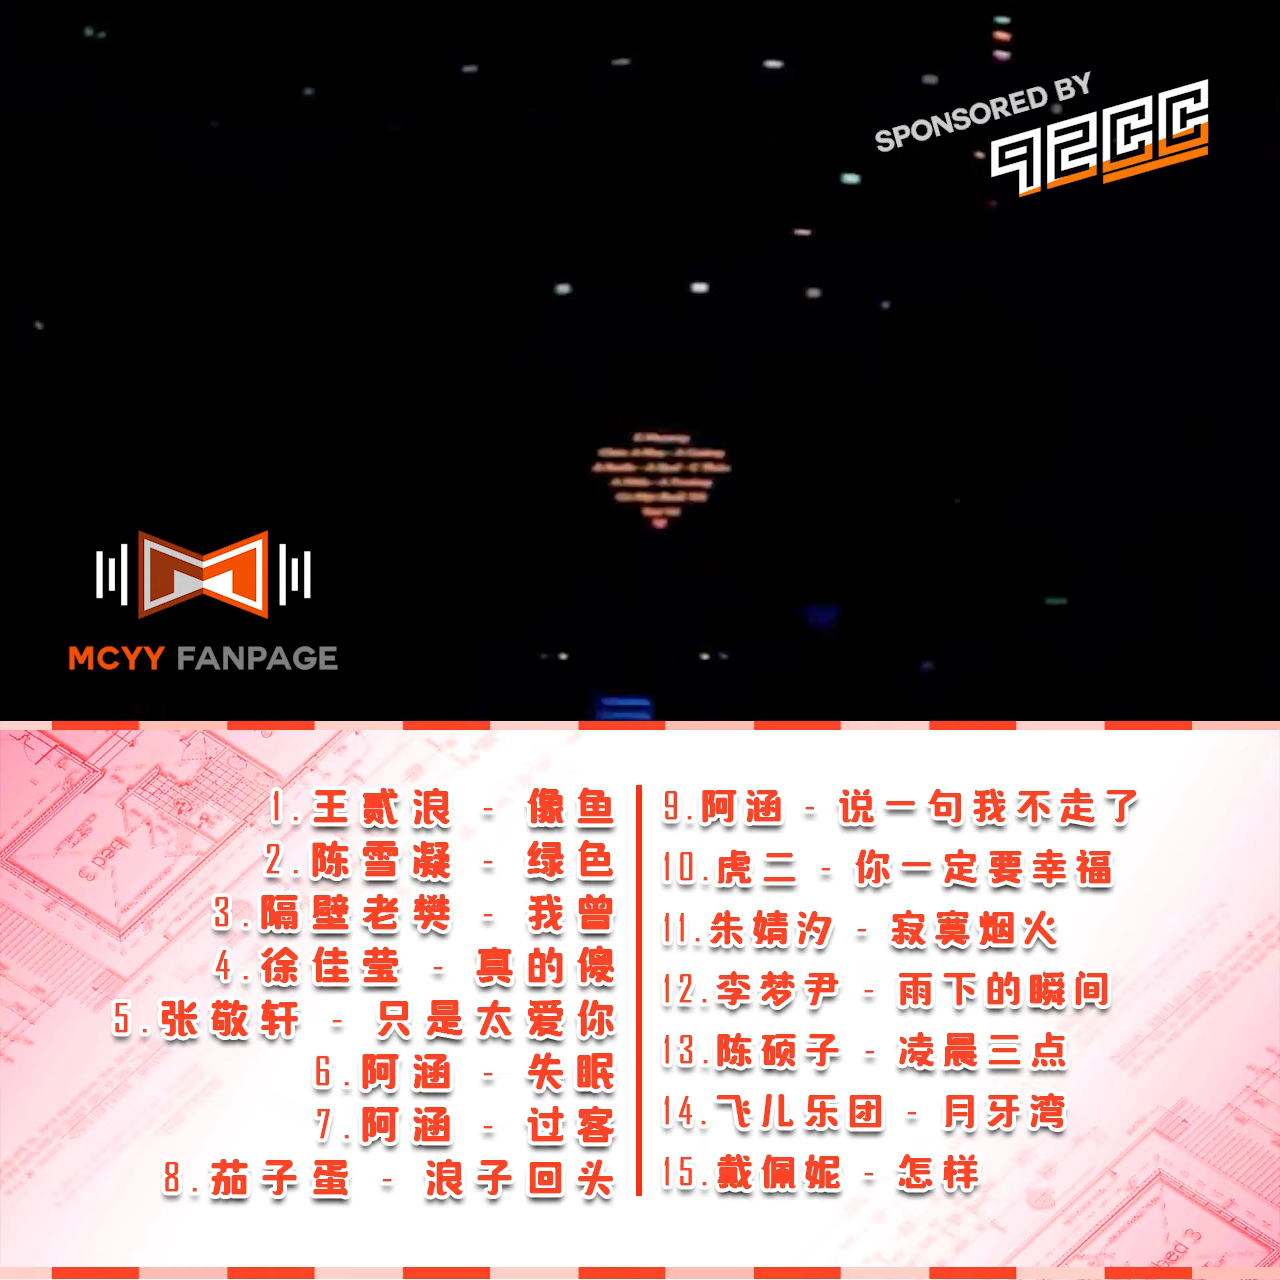 SPONSORED BY
92CC
MCYY FANPAGE
1.王贰浪 - 像鱼
2.陈雪凝 - 绿色
3.隔壁老樊 - 我曾
4.徐佳莹 - 真的傻
5.张敬轩 - 只是太爱你
6.阿涵 - 失眠
7.阿涵 - 过客
8.茄子蛋 - 浪子回头
9.阿涵 - 说一句我不走了
10.虎二 - 你一定要幸福
11.朱婧汐 - 寂寞烟火
12.李梦尹 - 雨下的瞬间
13.陈硕子 - 凌晨三点
14.飞儿乐团 - 月牙湾
15.戴佩妮 - 怎样